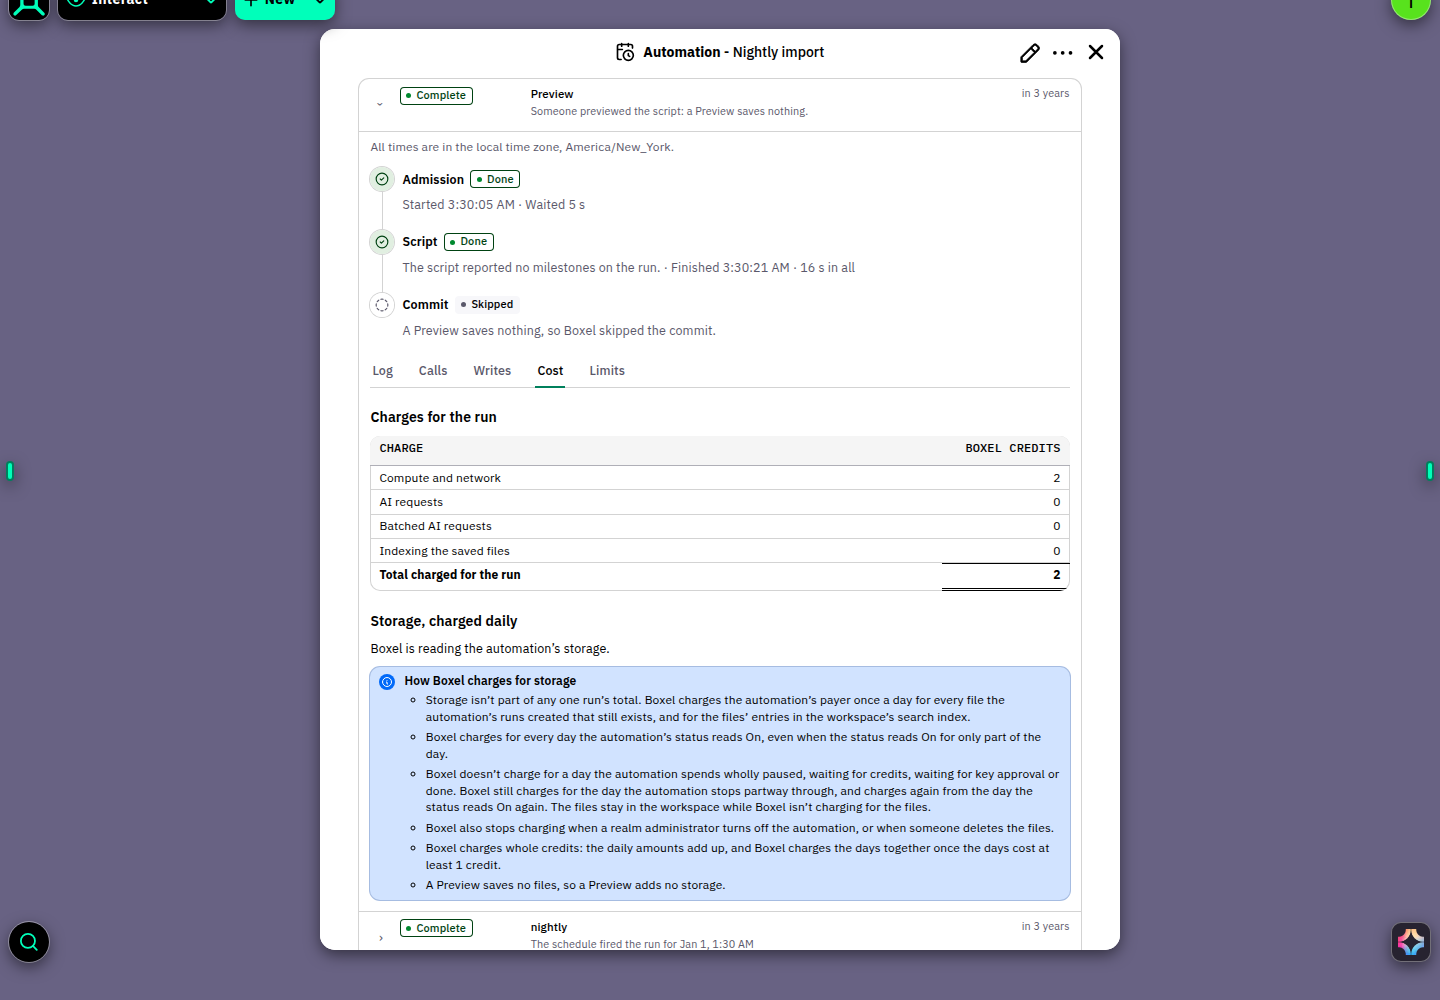 Interact
New
Automation - Nightly import
Complete
Preview
in 3 years
Someone previewed the script: a Preview saves nothing.
All times are in the local time zone, America/New_York.
Admission
Done
Started 3:30:05 AM · Waited 5 s
Script
Done
The script reported no milestones on the run. · Finished 3:30:21 AM · 16 s in all
Commit
Skipped
A Preview saves nothing, so Boxel skipped the commit.
Log Calls Writes Cost Limits
Charges for the run
CHARGE BOXEL CREDITS
Compute and network 2
AI requests 0
Batched AI requests 0
Indexing the saved files 0
Total charged for the run 2
Storage, charged daily
Boxel is reading the automation’s storage.
How Boxel charges for storage
Storage isn’t part of any one run’s total. Boxel charges the automation’s payer once a day for every file the
automation’s runs created that still exists, and for the files’ entries in the workspace’s search index.
Boxel charges for every day the automation’s status reads On, even when the status reads On for only part of the
day.
Boxel doesn’t charge for a day the automation spends wholly paused, waiting for credits, waiting for key approval or
done. Boxel still charges for the day the automation stops partway through, and charges again from the day the
status reads On again. The files stay in the workspace while Boxel isn’t charging for the files.
Boxel also stops charging when a realm administrator turns off the automation, or when someone deletes the files.
Boxel charges whole credits: the daily amounts add up, and Boxel charges the days together once the days cost at
least 1 credit.
A Preview saves no files, so a Preview adds no storage.
Complete
nightly
in 3 years
The schedule fired the run for Jan 1, 1:30 AM